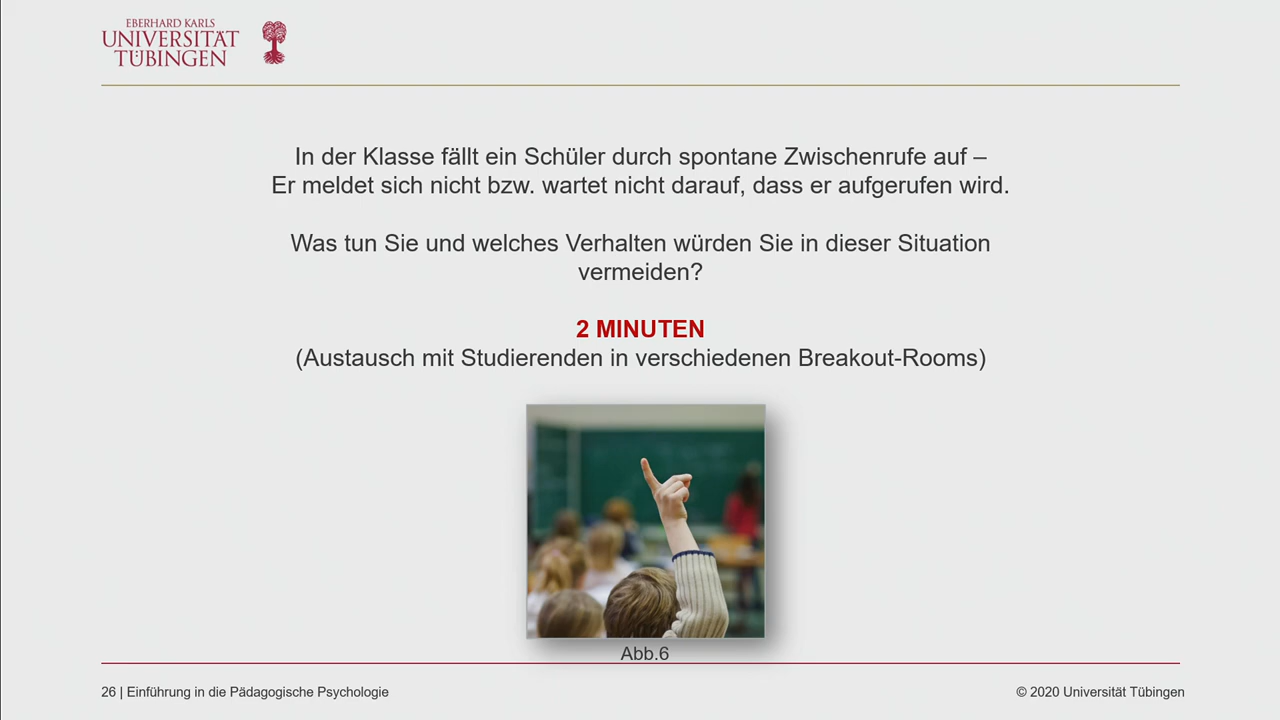 EBERHARD KARLS
UNIVERSITÄT
TÜBINGEN
In der Klasse fällt ein Schüler durch spontane Zwischenrufe auf –
Er meldet sich nicht bzw. wartet nicht darauf, dass er aufgerufen wird.
Was tun Sie und welches Verhalten würden Sie in dieser Situation
vermeiden?
2 MINUTEN
(Austausch mit Studierenden in verschiedenen Breakout-Rooms)
Abb.6
26 | Einführung in die Pädagogische Psychologie
© 2020 Universität Tübingen